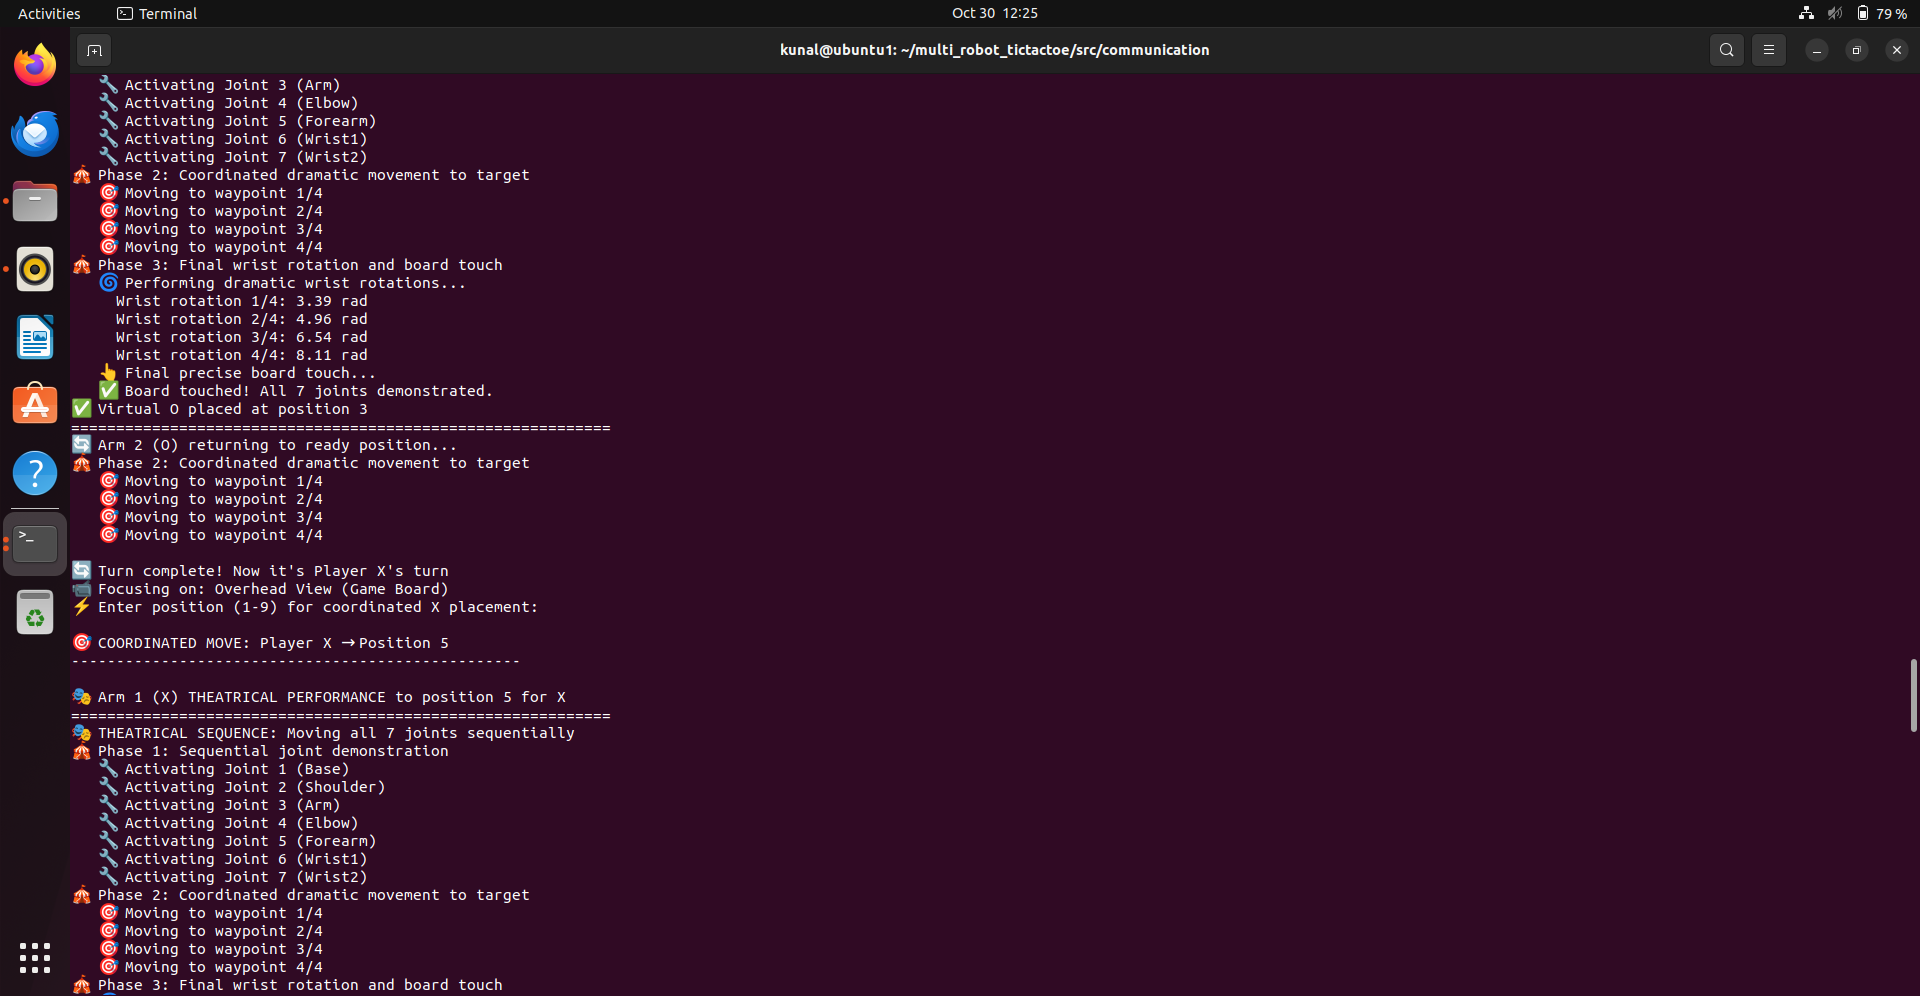 Activities
Terminal
Oct 30 12:25
79 %
kunal@ubuntu1: ~/multi_robot_tictactoe/src/communication
🔧 Activating Joint 3 (Arm)
🔧 Activating Joint 4 (Elbow)
🔧 Activating Joint 5 (Forearm)
🔧 Activating Joint 6 (Wrist1)
🔧 Activating Joint 7 (Wrist2)
🎪 Phase 2: Coordinated dramatic movement to target
🎯 Moving to waypoint 1/4
🎯 Moving to waypoint 2/4
🎯 Moving to waypoint 3/4
🎯 Moving to waypoint 4/4
🎪 Phase 3: Final wrist rotation and board touch
🌀 Performing dramatic wrist rotations...
Wrist rotation 1/4: 3.39 rad
Wrist rotation 2/4: 4.96 rad
Wrist rotation 3/4: 6.54 rad
Wrist rotation 4/4: 8.11 rad
👆 Final precise board touch...
✅ Board touched! All 7 joints demonstrated.
✅ Virtual O placed at position 3
============================================================
🔄 Arm 2 (O) returning to ready position...
🎪 Phase 2: Coordinated dramatic movement to target
🎯 Moving to waypoint 1/4
🎯 Moving to waypoint 2/4
🎯 Moving to waypoint 3/4
🎯 Moving to waypoint 4/4
🔄 Turn complete! Now it's Player X's turn
📹 Focusing on: Overhead View (Game Board)
⚡ Enter position (1-9) for coordinated X placement:
🎯 COORDINATED MOVE: Player X → Position 5
--------------------------------------------------
🎭 Arm 1 (X) THEATRICAL PERFORMANCE to position 5 for X
============================================================
🎭 THEATRICAL SEQUENCE: Moving all 7 joints sequentially
🎪 Phase 1: Sequential joint demonstration
🔧 Activating Joint 1 (Base)
🔧 Activating Joint 2 (Shoulder)
🔧 Activating Joint 3 (Arm)
🔧 Activating Joint 4 (Elbow)
🔧 Activating Joint 5 (Forearm)
🔧 Activating Joint 6 (Wrist1)
🔧 Activating Joint 7 (Wrist2)
🎪 Phase 2: Coordinated dramatic movement to target
🎯 Moving to waypoint 1/4
🎯 Moving to waypoint 2/4
🎯 Moving to waypoint 3/4
🎯 Moving to waypoint 4/4
🎪 Phase 3: Final wrist rotation and board touch